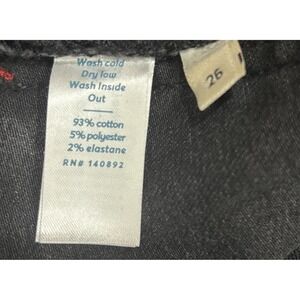 Wash cold
Dry low
Wash Inside
Out
93% cotton
5% polyester
2% elastane
RN# 140892
26